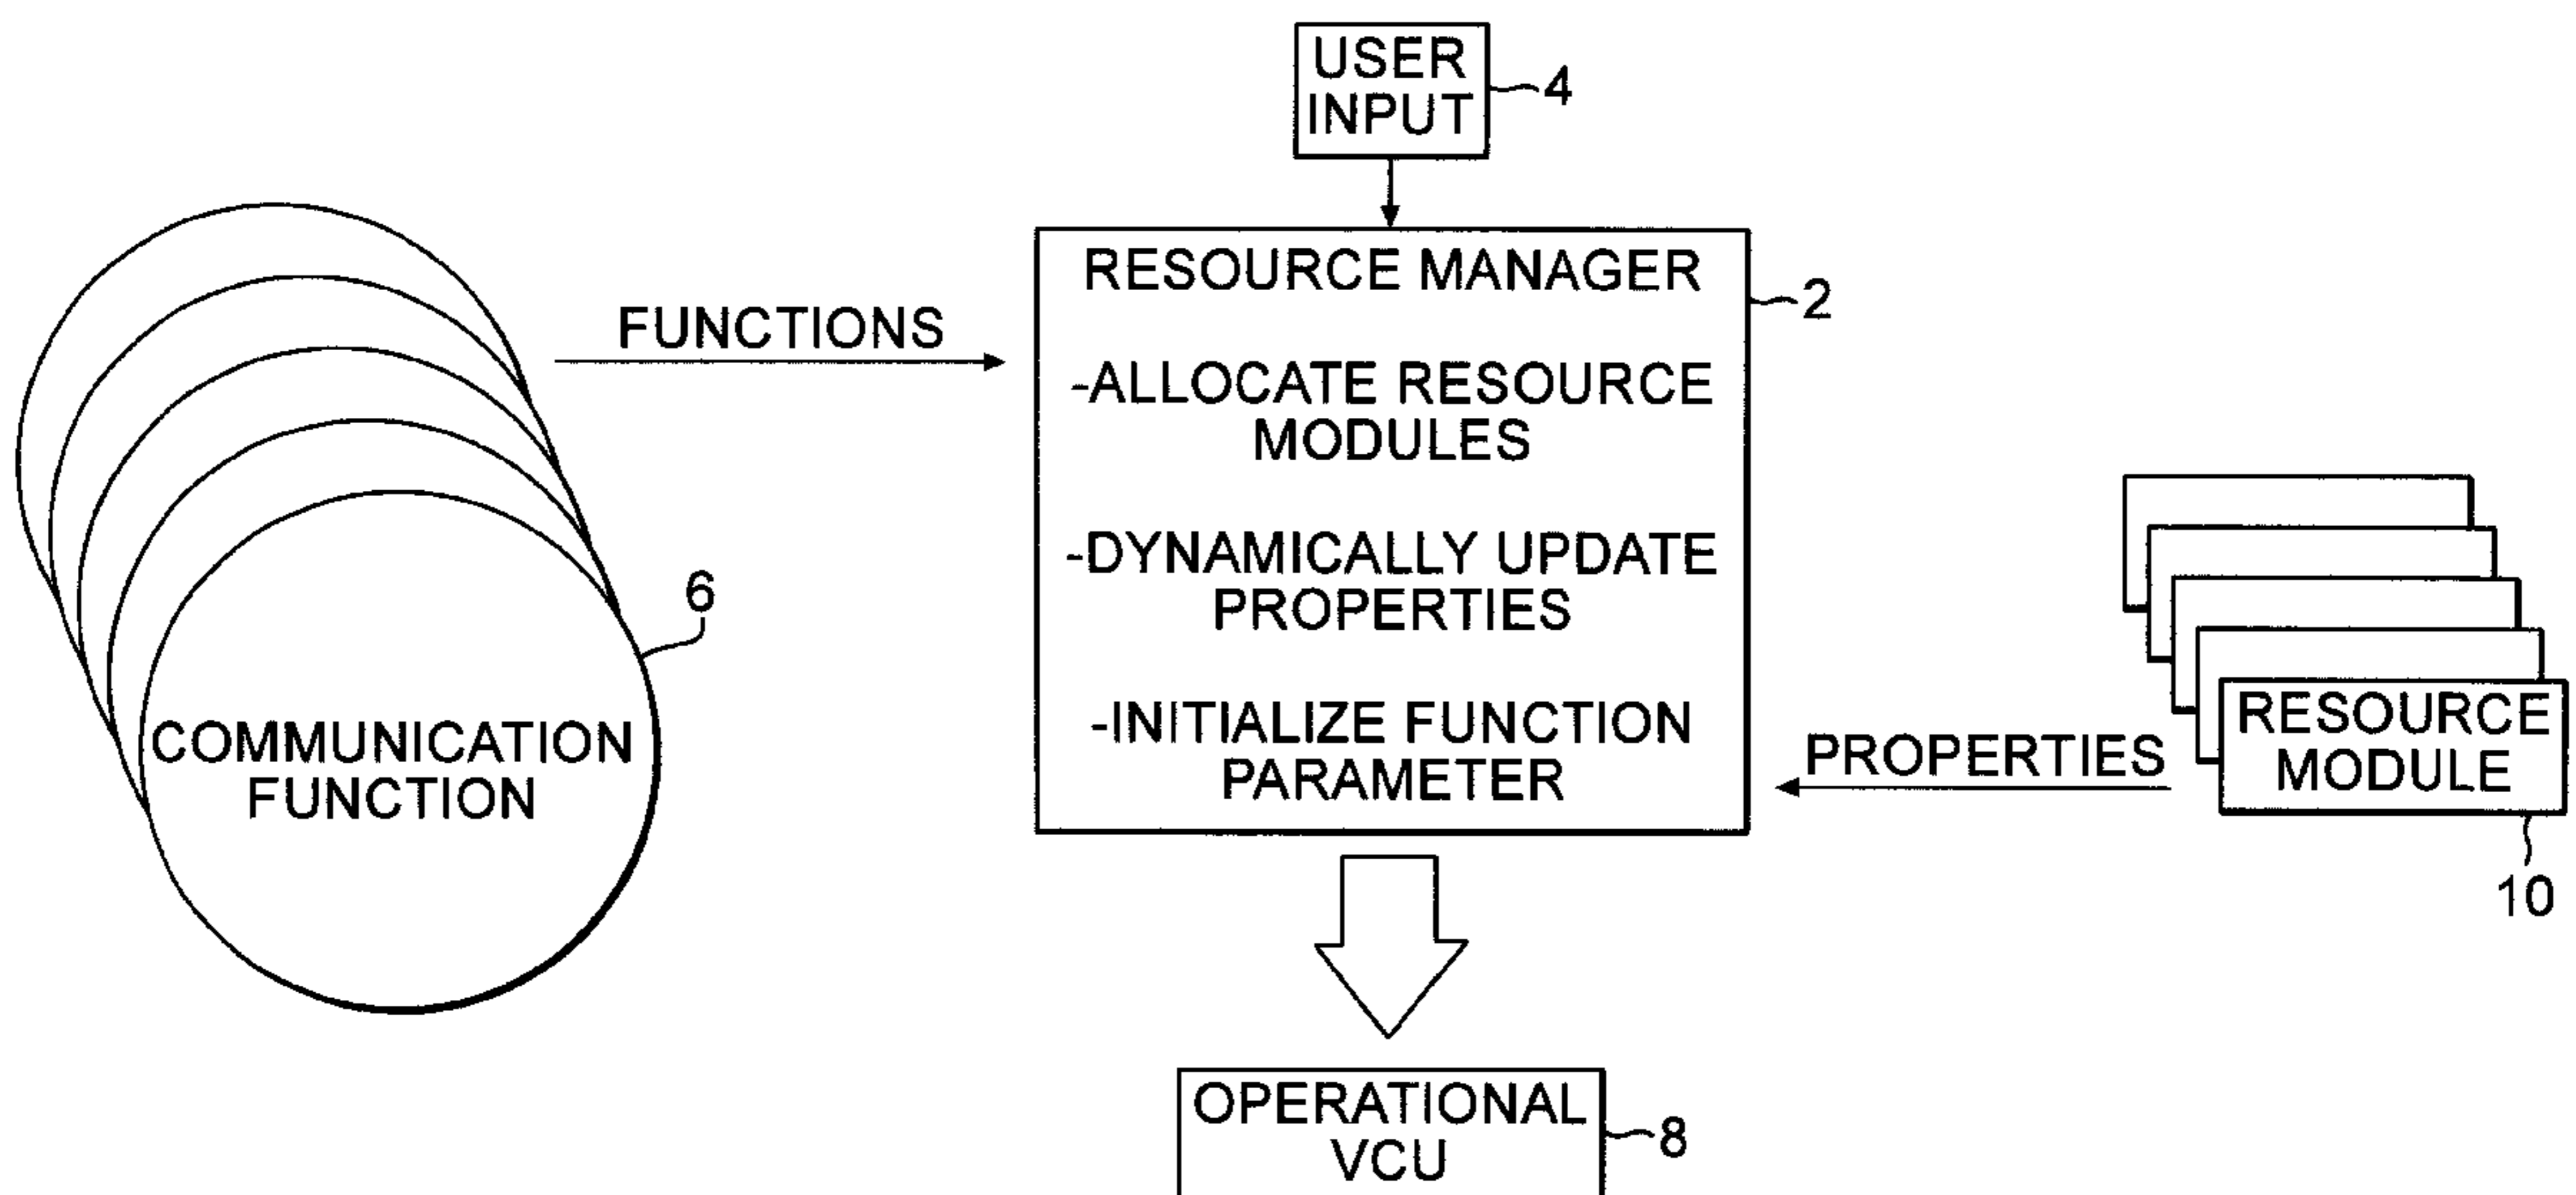 USER
INPUT
4
RESOURCE MANAGER
2
-ALLOCATE RESOURCE
MODULES
-DYNAMICALLY UPDATE
PROPERTIES
-INITIALIZE FUNCTION
PARAMETER
FUNCTIONS
6
COMMUNICATION
FUNCTION
PROPERTIES
RESOURCE
MODULE
10
OPERATIONAL
VCU
8